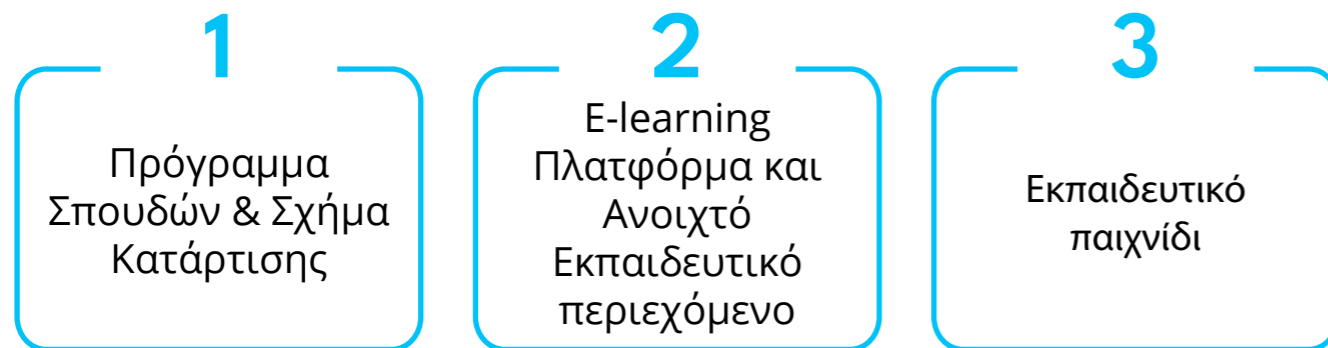 1
Πρόγραμμα
Σπουδών & Σχήμα
Κατάρτισης
2
E-learning
Πλατφόρμα και
Ανοιχτό
Εκπαιδευτικό
περιεχόμενο
3
Εκπαιδευτικό
παιχνίδι